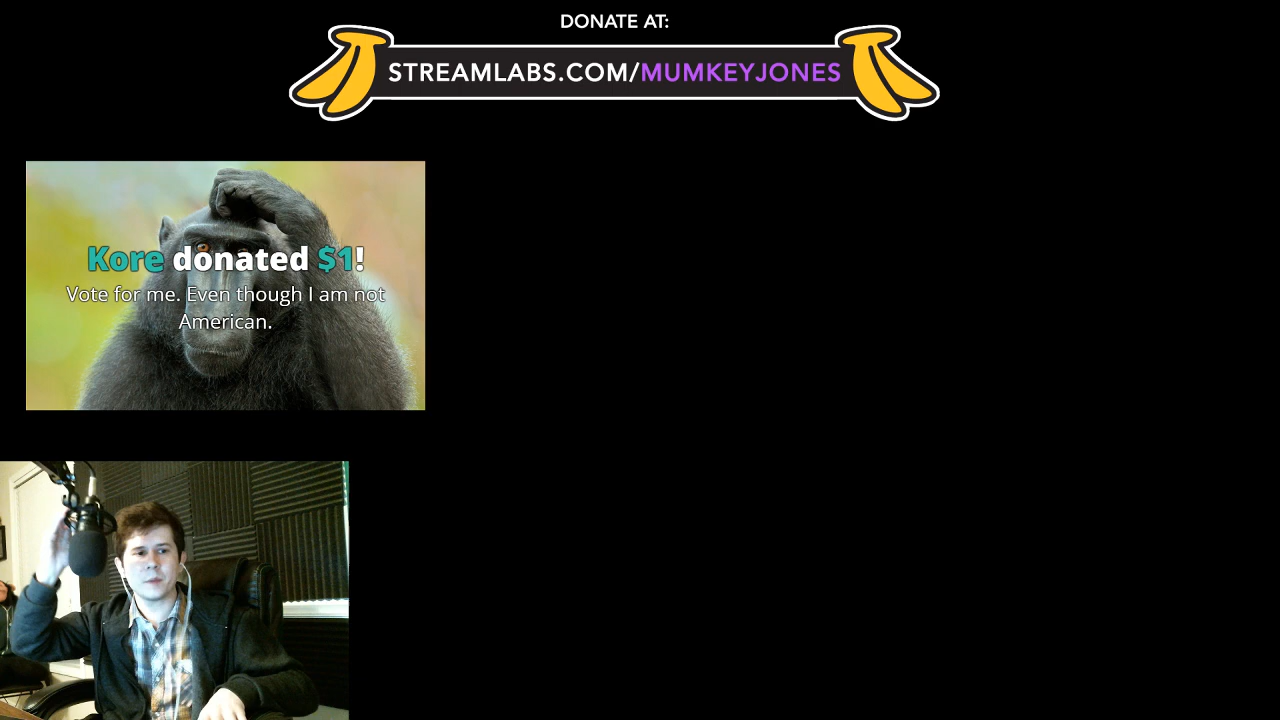 DONATE AT:
STREAMLABS.COM/MUMKEYJONES
Kore donated $1!
Vote for me. Even though I am not
American.